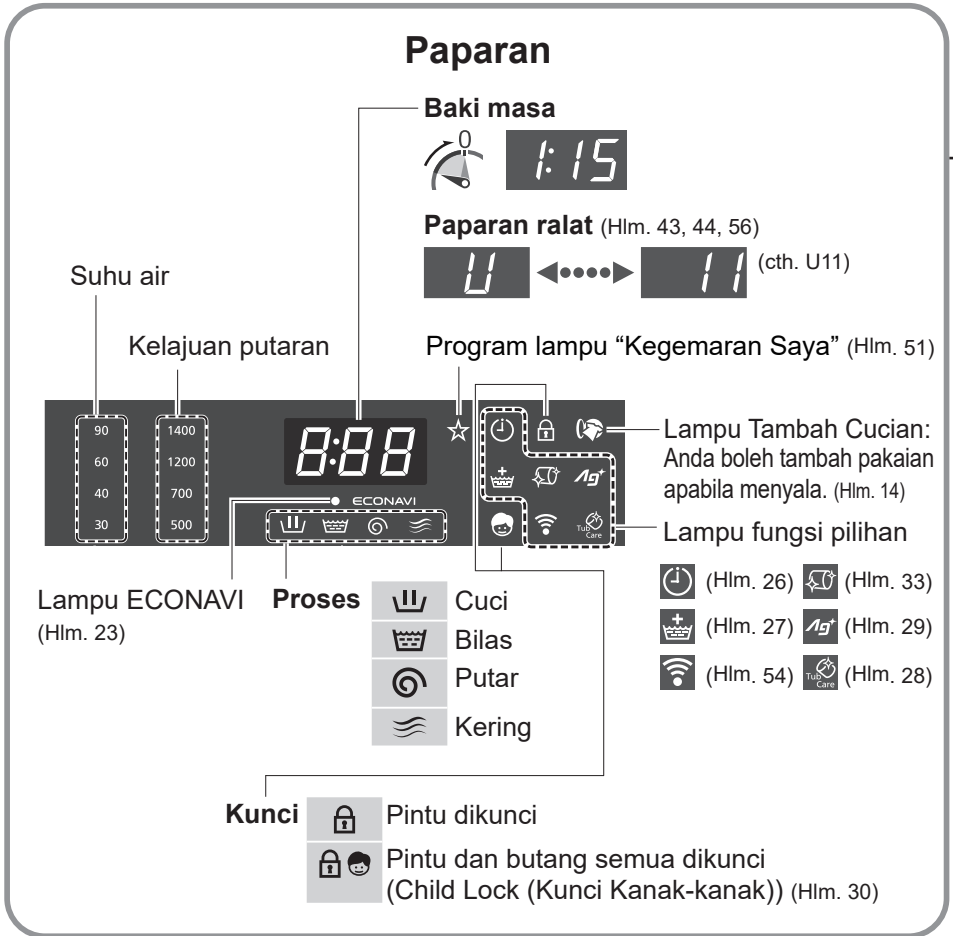 Paparan
Baki masa
0
1:15
Paparan ralat (Hlm. 43, 44, 56)
U 11 (cth. U11)
Suhu air
Kelajuan putaran
Program lampu “Kegemaran Saya” (Hlm. 51)
90 1400
60 1200
40 700
30 500
8:88
ECONAVI
Ag+
Tub Care
Lampu Tambah Cucian:
Anda boleh tambah pakaian
apabila menyala. (Hlm. 14)
Lampu fungsi pilihan
(Hlm. 26) (Hlm. 33)
(Hlm. 27) Ag+ (Hlm. 29)
(Hlm. 54) Tub Care (Hlm. 28)
Lampu ECONAVI
(Hlm. 23)
Proses
Cuci
Bilas
Putar
Kering
Kunci
Pintu dikunci
Pintu dan butang semua dikunci
(Child Lock (Kunci Kanak-kanak)) (Hlm. 30)